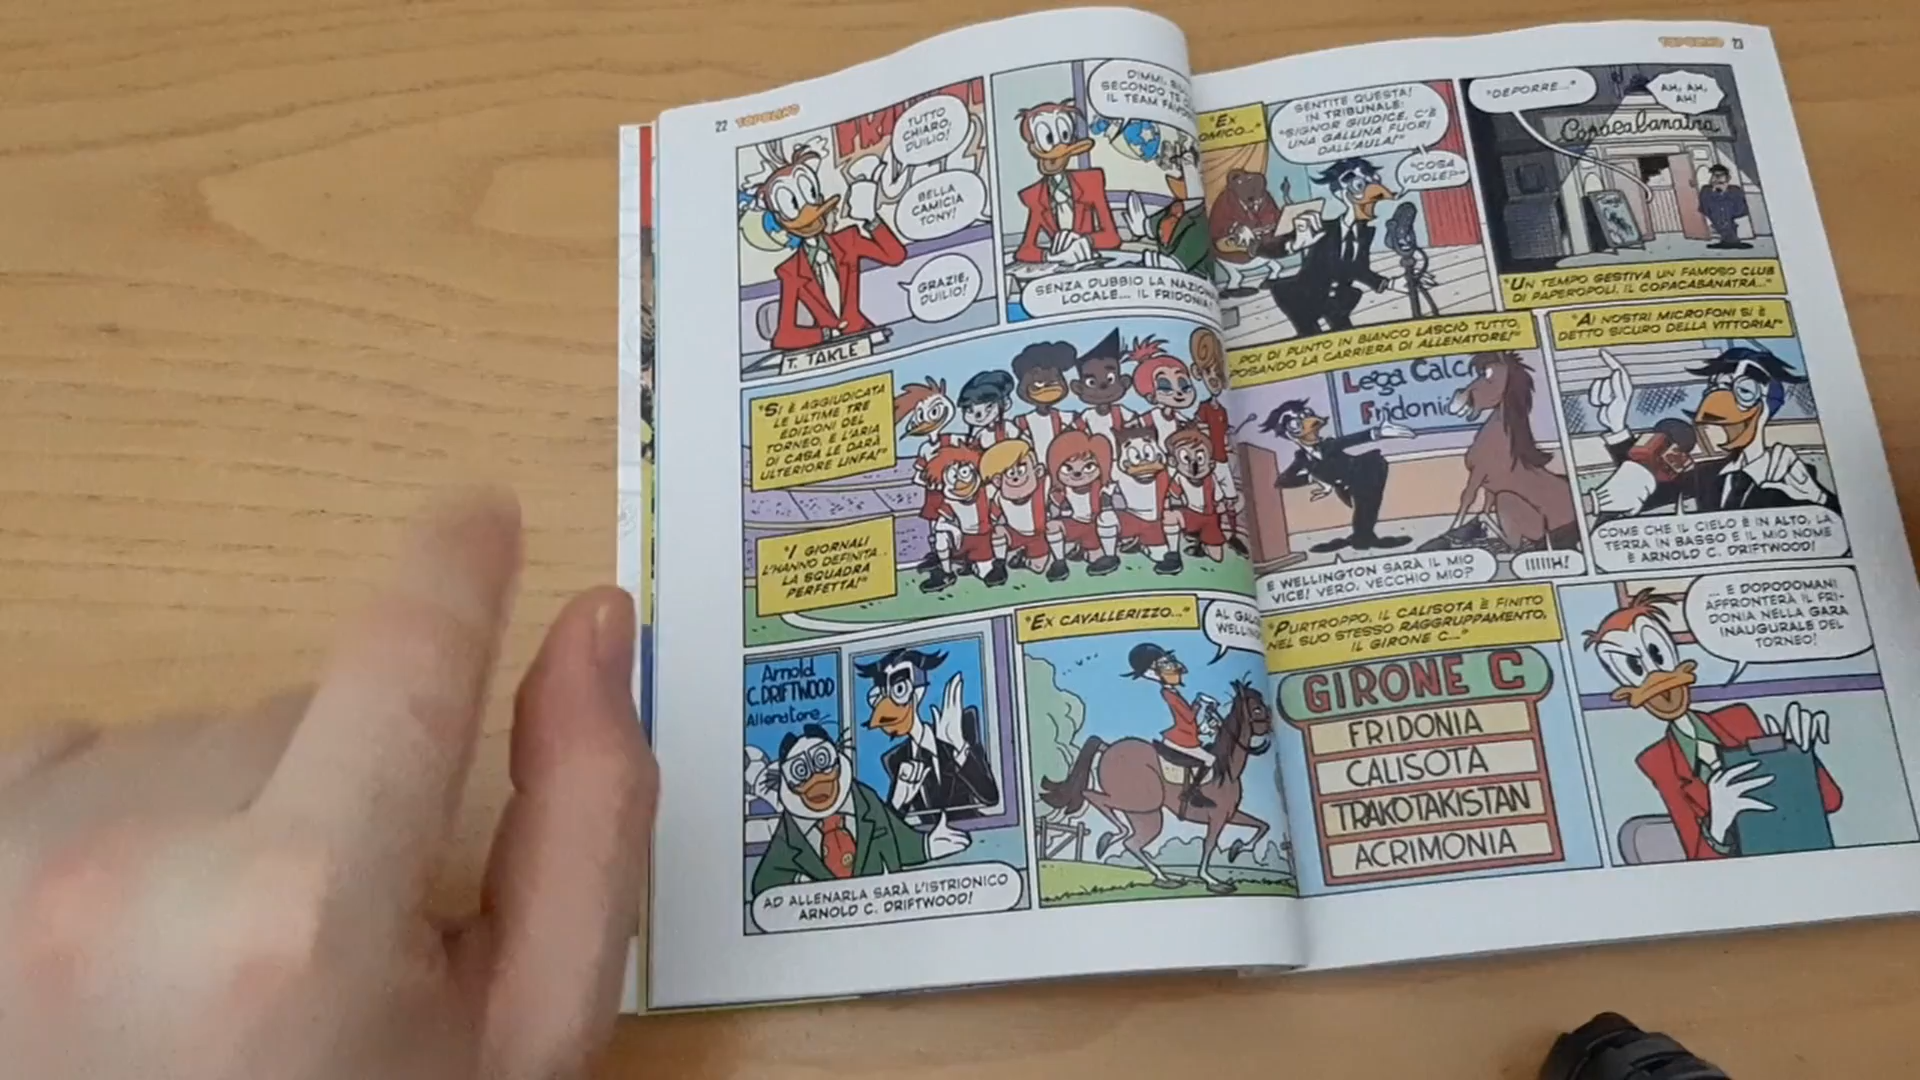 22 TOPOLINO
TUTTO
CHIARO,
DUILIO!
BELLA
CAMICIA
TONY!
GRAZIE,
DUILIO!
T. TAKLE
DIMMI,
SECONDO TE
IL TEAM
SENZA DUBBIO LA
LOCALE... IL FRIDONIA!
"SI È AGGIUDICATA
LE ULTIME TRE
EDIZIONI DEL
TORNEO, E L'ARIA
DI CASA LE DARÀ
ULTERIORE LINFA!"
"I GIORNALI
L'HANNO DEFINITA...
LA SQUADRA
PERFETTA!"
Arnold
C. DRIFTWOOD
Allenatore
AD ALLENARLA SARÀ L'ISTRIONICO
ARNOLD C. DRIFTWOOD!
"EX CAVALLERIZZO..."
AL
TOPOLINO 23
"EX
SENTITE QUESTA!
IN TRIBUNALE:
"SIGNOR GIUDICE, C'È
UNA GALLINA FUORI
DALL'AULA!"
"COSA
VUOLE?"
"DEPORRE..."
AH, AH,
AH!
Copacabanatra
"UN TEMPO GESTIVA UN FAMOSO CLUB
DI PAPEROPOLI, IL COPACABANATRA..."
POI DI PUNTO IN BIANCO LASCIÒ TUTTO,
LA CARRIERA DI ALLENATORE!"
Lega Calc
Fridoni
E WELLINGTON SARÀ IL MIO
VICE! VERO, VECCHIO MIO?
IIIIIH!
"AI NOSTRI MICROFONI SI È
DETTO SICURO DELLA VITTORIA!"
COME CHE IL CIELO È IN ALTO, LA
TERRA IN BASSO E IL MIO NOME
È ARNOLD C. DRIFTWOOD!
"PURTROPPO, IL CALISOTA È FINITO
NEL SUO STESSO RAGGRUPPAMENTO,
IL GIRONE C..."
GIRONE C
FRIDONIA
CALISOTA
TRAKOTAKISTAN
ACRIMONIA
... E DOPODOMANI
AFFRONTERÀ IL FRI-
DONIA NELLA GARA
INAUGURALE DEL
TORNEO!